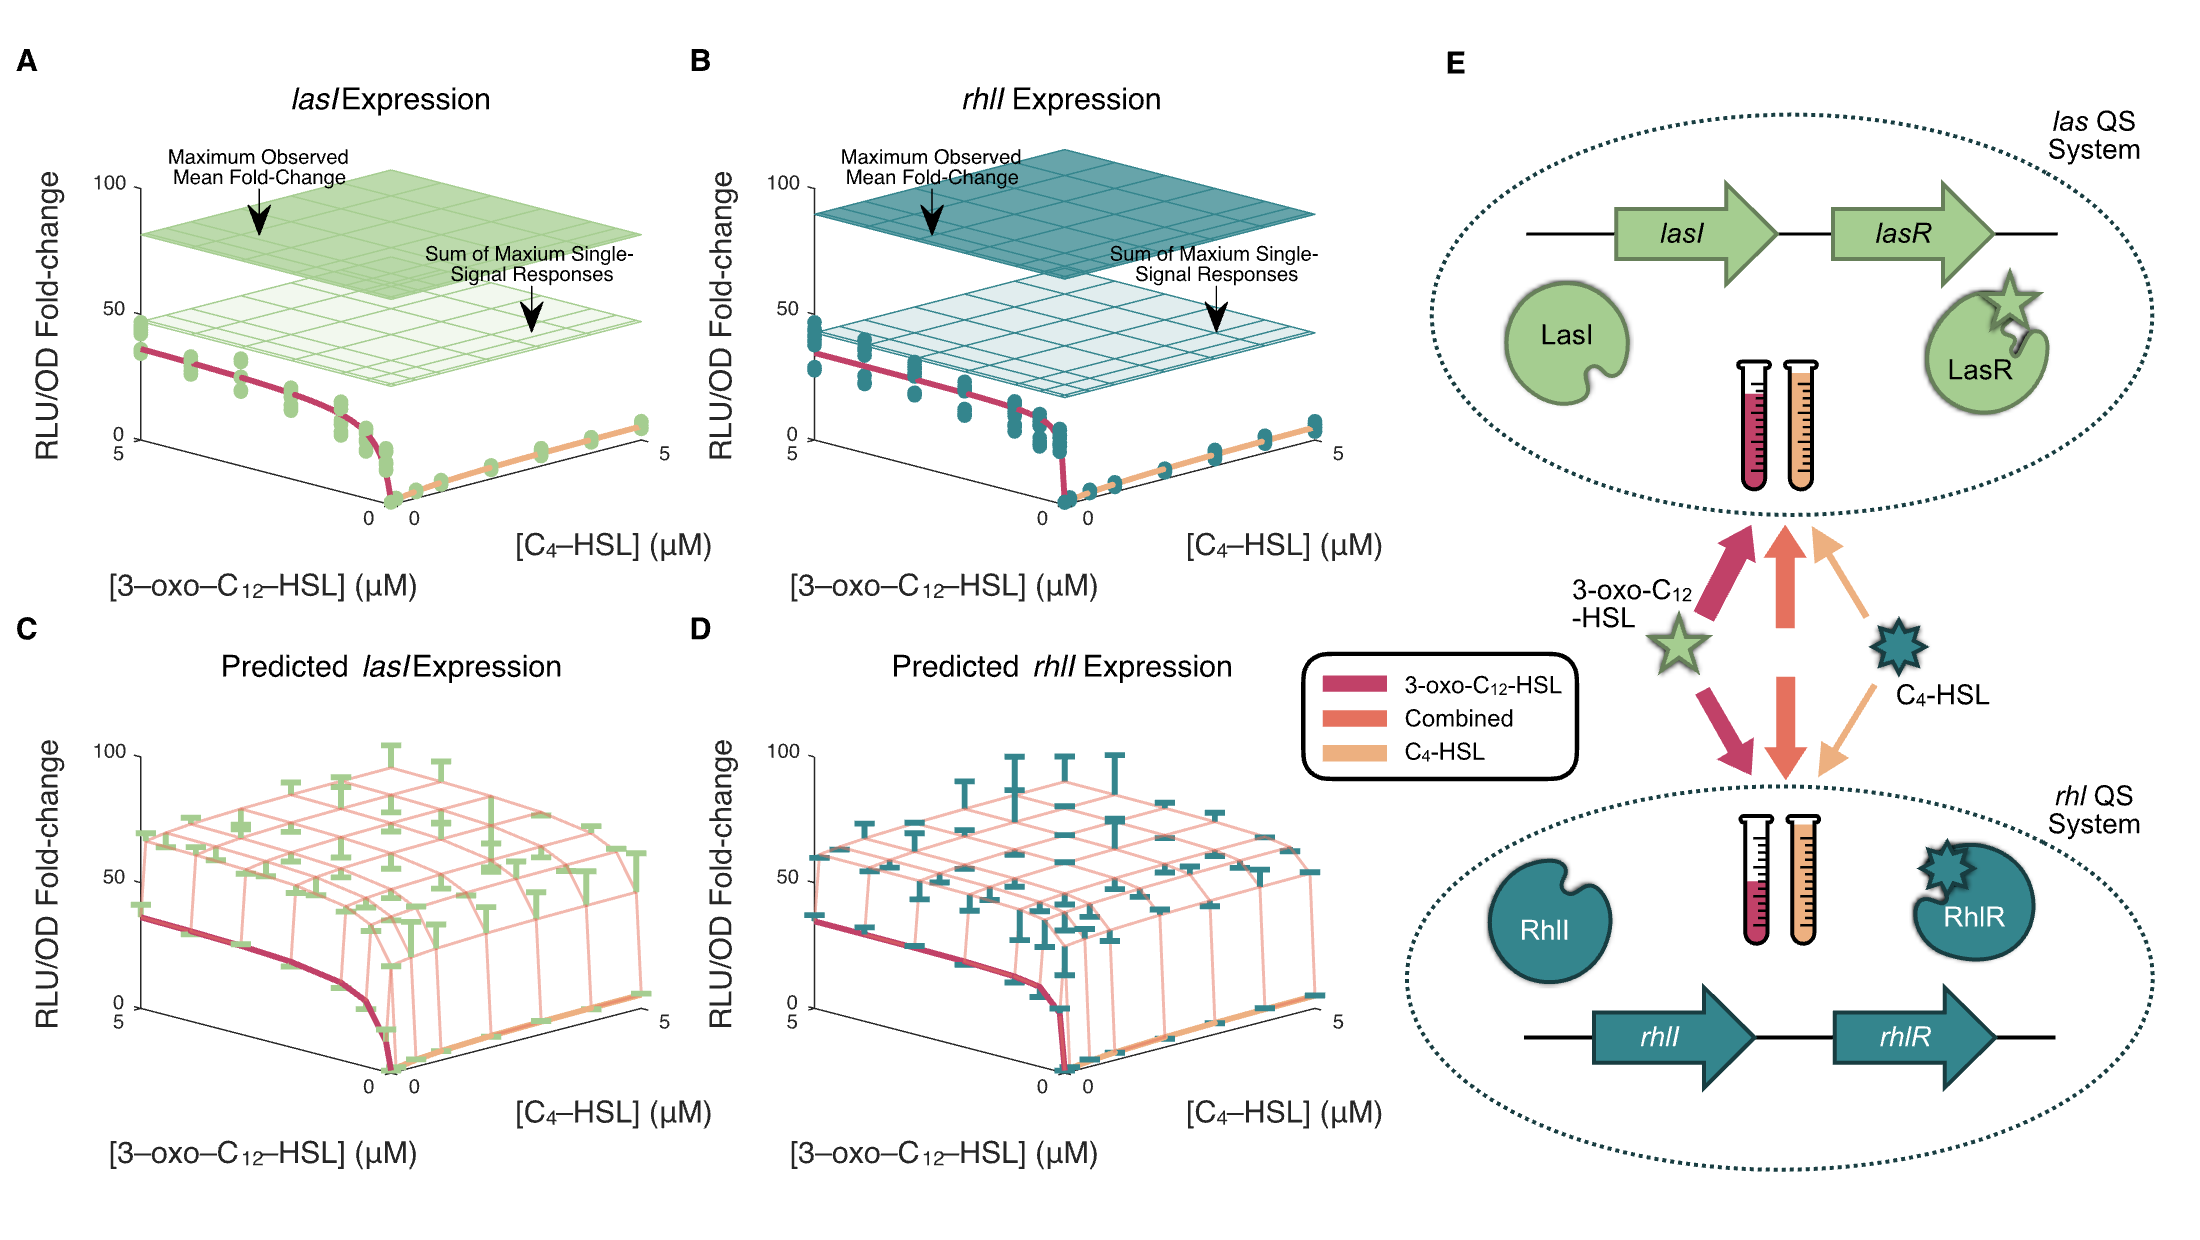 A
lasI Expression
Maximum Observed
Mean Fold-Change
Sum of Maxium Single-
Signal Responses
RLU/OD Fold-change
100
50
0
5
0
0
5
[C4–HSL] (μM)
[3–oxo–C12–HSL] (μM)
B
rhlI Expression
Maximum Observed
Mean Fold-Change
Sum of Maxium Single-
Signal Responses
RLU/OD Fold-change
100
50
0
5
0
0
5
[C4–HSL] (μM)
[3–oxo–C12–HSL] (μM)
C
Predicted lasI Expression
RLU/OD Fold-change
100
50
0
5
0
0
5
[C4–HSL] (μM)
[3–oxo–C12–HSL] (μM)
D
Predicted rhlI Expression
RLU/OD Fold-change
100
50
0
5
0
0
5
[C4–HSL] (μM)
[3–oxo–C12–HSL] (μM)
3-oxo-C12-HSL
Combined
C4-HSL
E
las QS
System
lasI
lasR
LasI
LasR
3-oxo-C12
-HSL
C4-HSL
rhl QS
System
RhlI
RhlR
rhlI
rhlR